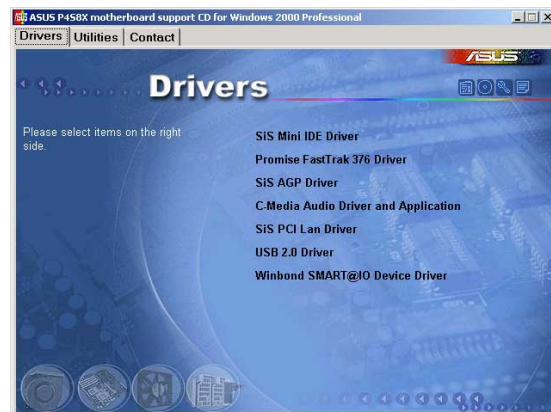 ASUS P4S8X motherboard support CD for Windows 2000 Professional
Drivers Utilities Contact
ASUS
Drivers
Please select items on the right
side.
SiS Mini IDE Driver
Promise FastTrak 376 Driver
SiS AGP Driver
C-Media Audio Driver and Application
SiS PCI Lan Driver
USB 2.0 Driver
Winbond SMART@IO Device Driver